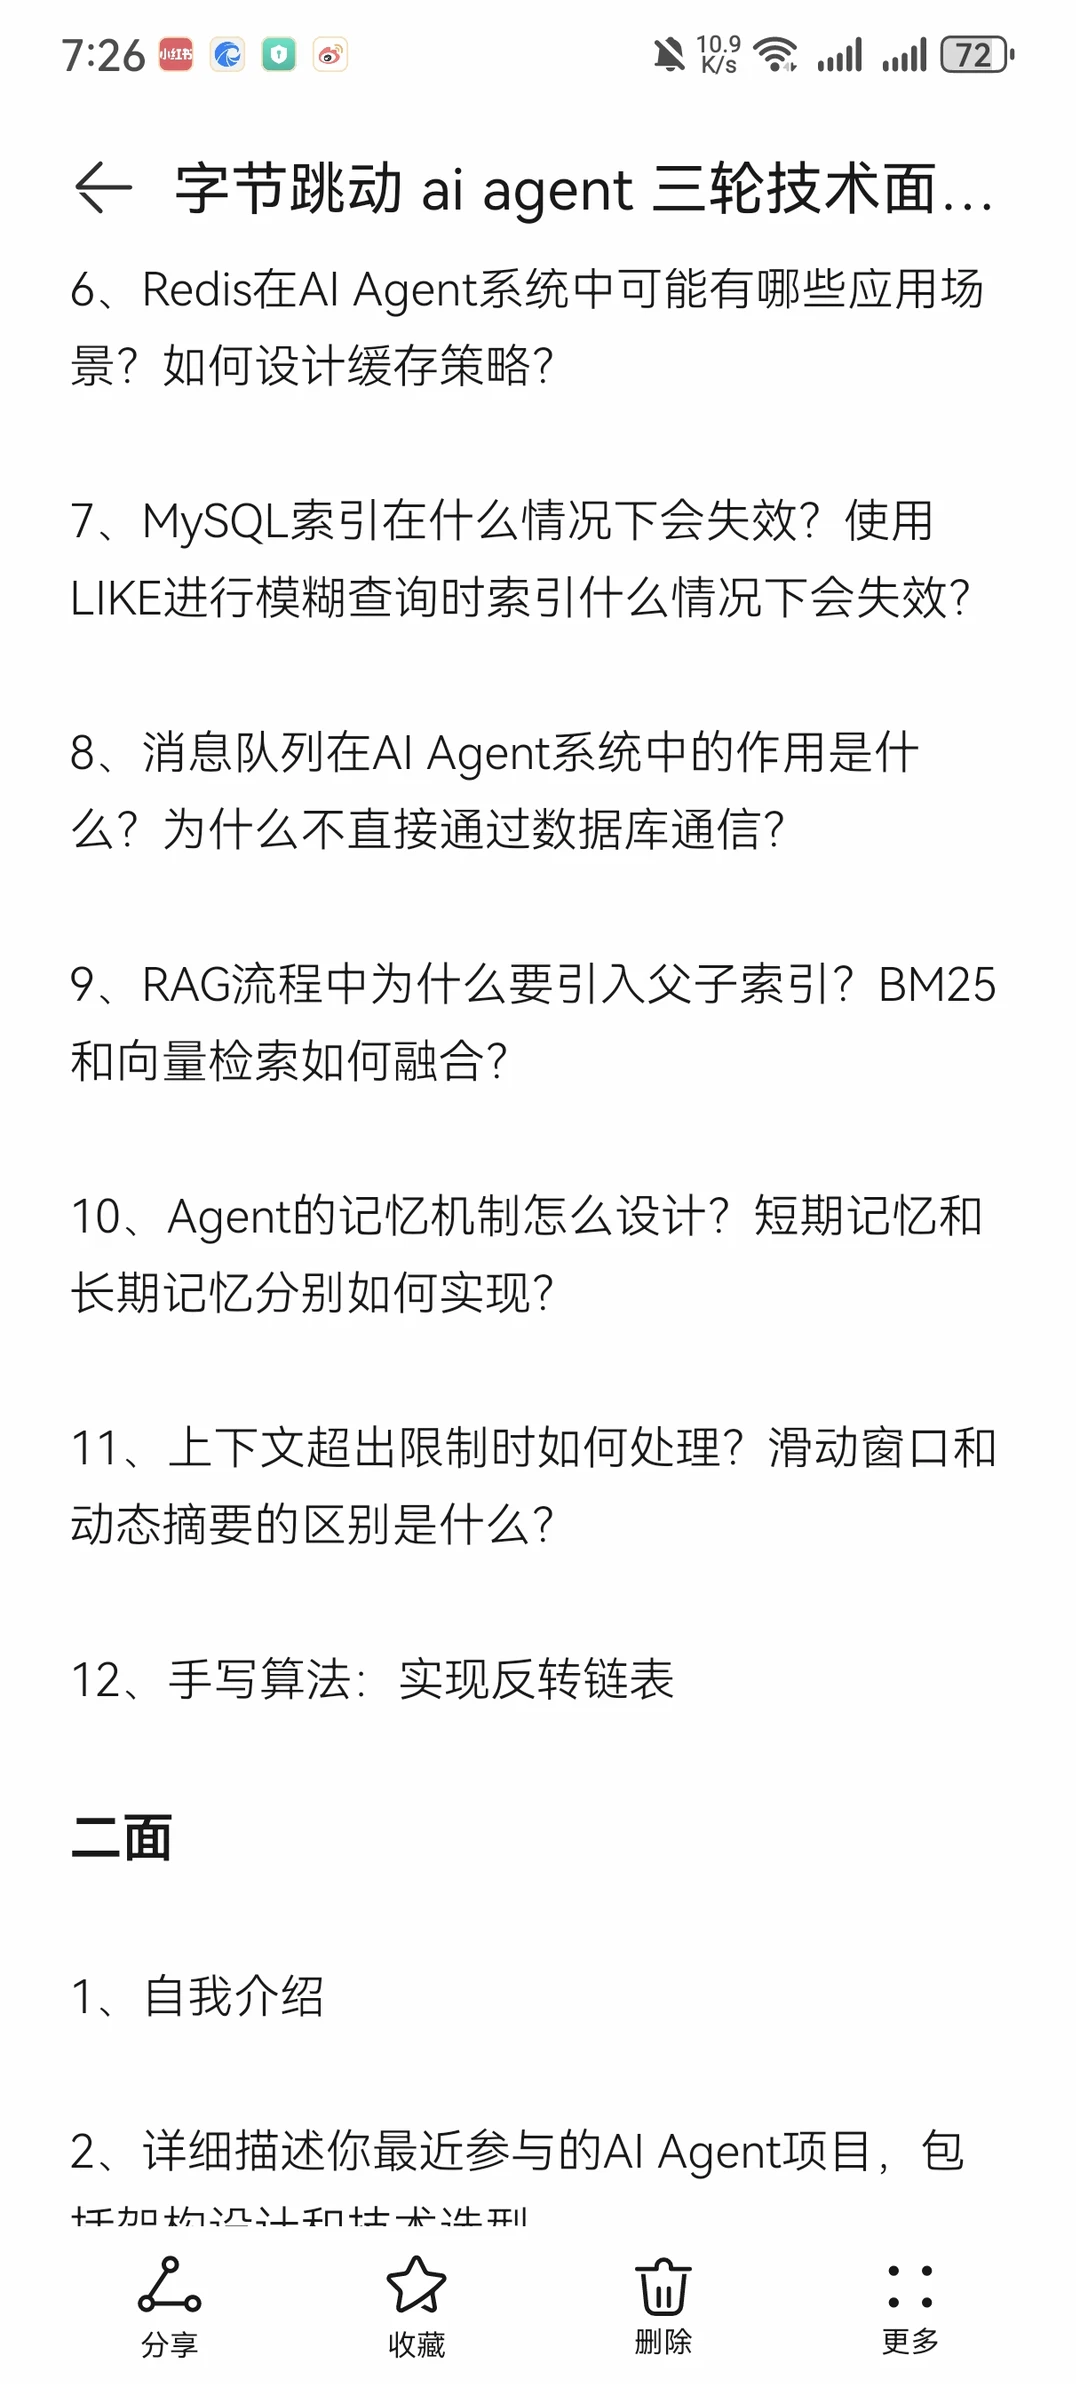 7:26 小红书 10.9 K/s 72
字节跳动 ai agent 三轮技术面...
6、Redis在AI Agent系统中可能有哪些应用场
景？如何设计缓存策略？
7、MySQL索引在什么情况下会失效？使用
LIKE进行模糊查询时索引什么情况下会失效？
8、消息队列在AI Agent系统中的作用是什
么？为什么不直接通过数据库通信？
9、RAG流程中为什么要引入父子索引？BM25
和向量检索如何融合？
10、Agent的记忆机制怎么设计？短期记忆和
长期记忆分别如何实现？
11、上下文超出限制时如何处理？滑动窗口和
动态摘要的区别是什么？
12、手写算法：实现反转链表
二面
1、自我介绍
2、详细描述你最近参与的AI Agent项目，包
括架构设计和技术选型
分享 收藏 删除 更多